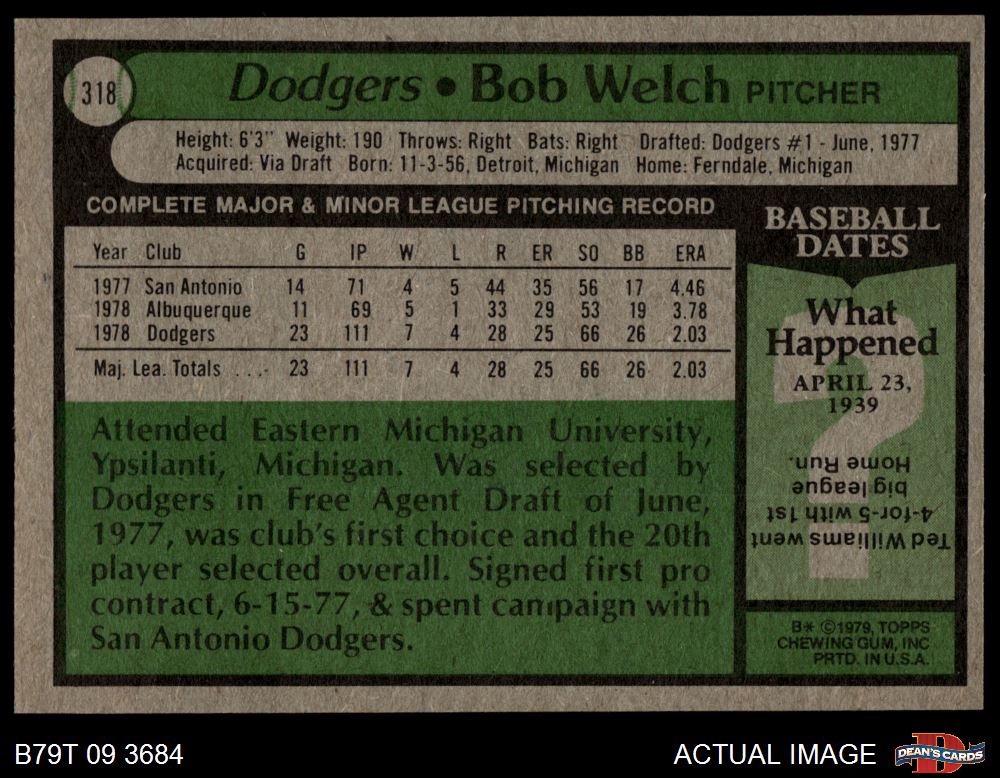 318
Dodgers • Bob Welch PITCHER
Height: 6'3" Weight: 190 Throws: Right Bats: Right Drafted: Dodgers #1 - June, 1977
Acquired: Via Draft Born: 11-3-56, Detroit, Michigan Home: Ferndale, Michigan
COMPLETE MAJOR & MINOR LEAGUE PITCHING RECORD
Year Club G IP W L R ER SO BB ERA
1977 San Antonio 14 71 4 5 44 35 56 17 4.46
1978 Albuquerque 11 69 5 1 33 29 53 19 3.78
1978 Dodgers 23 111 7 4 28 25 66 26 2.03
Maj. Lea. Totals . . .- 23 111 7 4 28 25 66 26 2.03
Attended Eastern Michigan University,
Ypsilanti, Michigan. Was selected by
Dodgers in Free Agent Draft of June,
1977, was club's first choice and the 20th
player selected overall. Signed first pro
contract, 6-15-77, & spent campaign with
San Antonio Dodgers.
BASEBALL
DATES
What
Happened
APRIL 23,
1939
Ted Williams went
4-for-5 with 1st
big league
Home Run.
B* ©1979, TOPPS
CHEWING GUM, INC
PRTD. IN U.S.A.
B79T 09 3684
ACTUAL IMAGE
D
DEAN'S CARDS